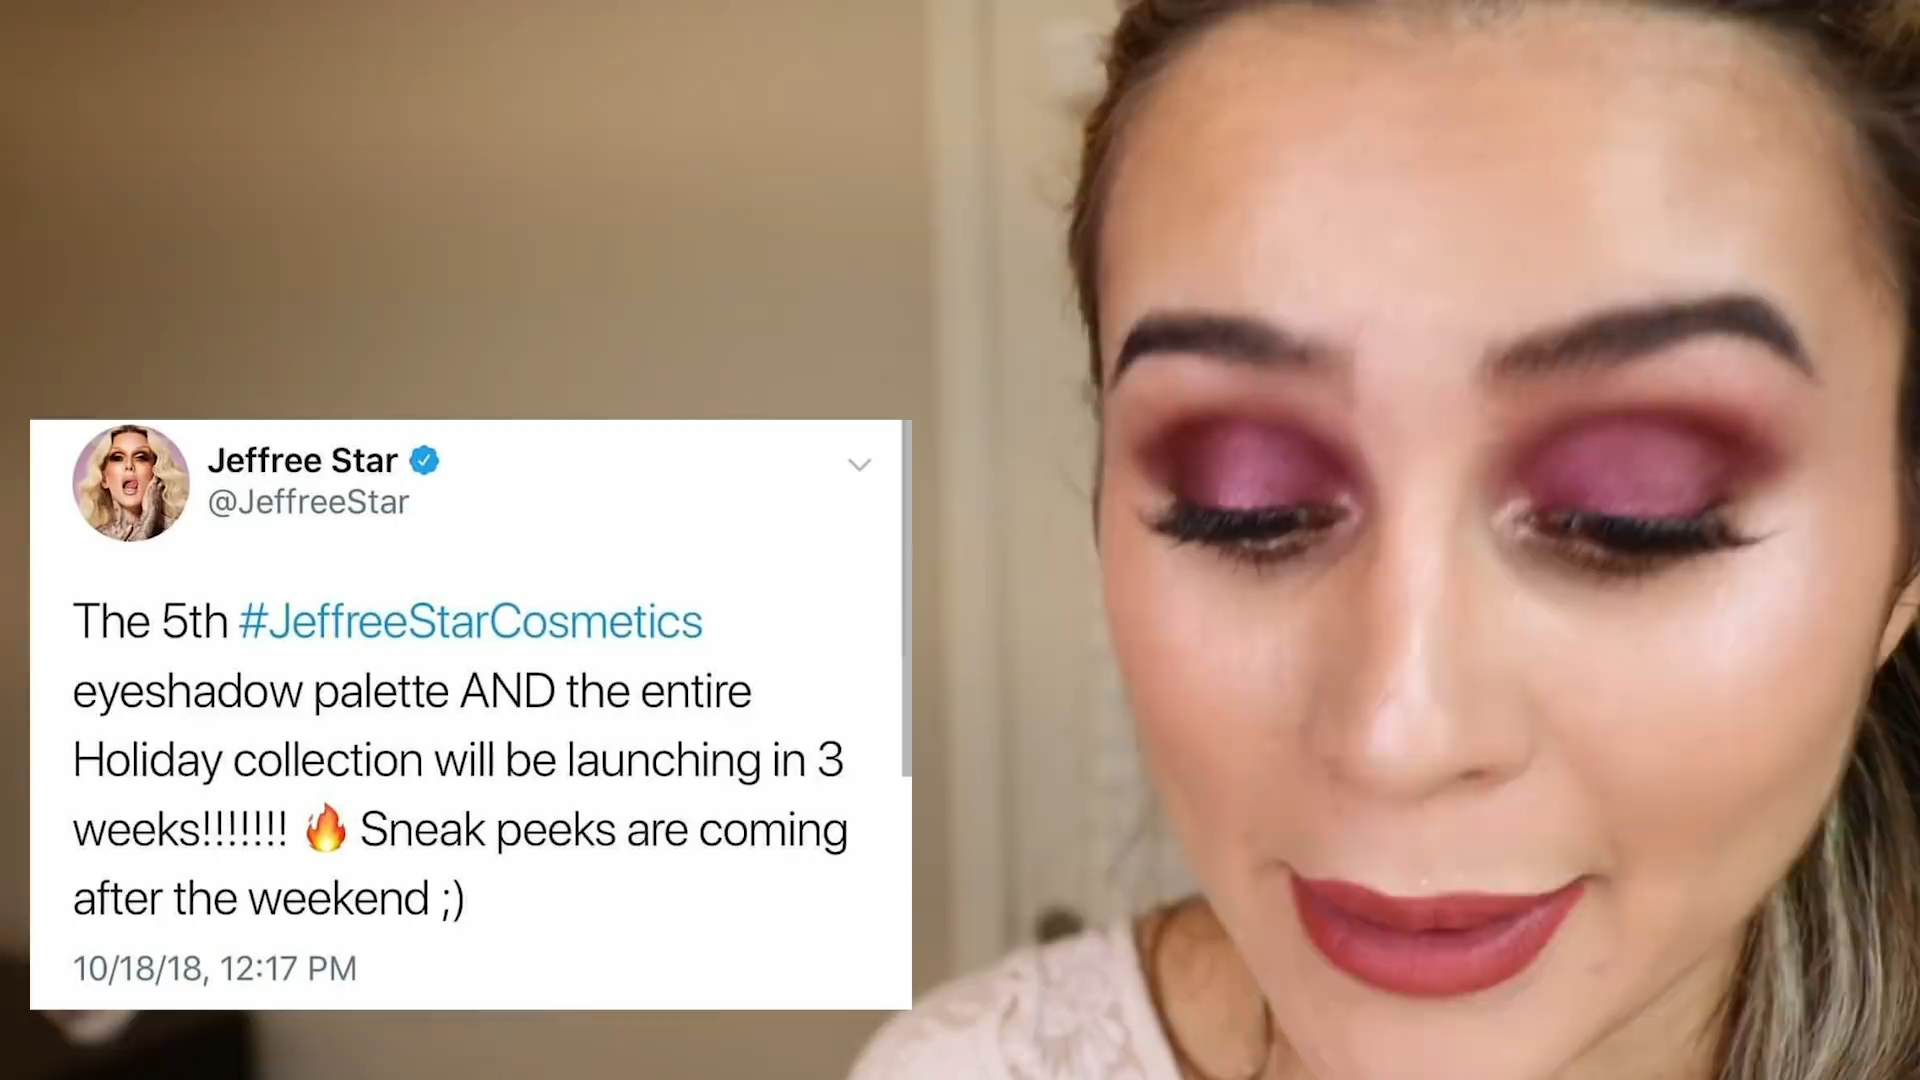 Jeffree Star
@JeffreeStar
The 5th #JeffreeStarCosmetics
eyeshadow palette AND the entire
Holiday collection will be launching in 3
weeks!!!!!!! 🔥 Sneak peeks are coming
after the weekend ;)
10/18/18, 12:17 PM